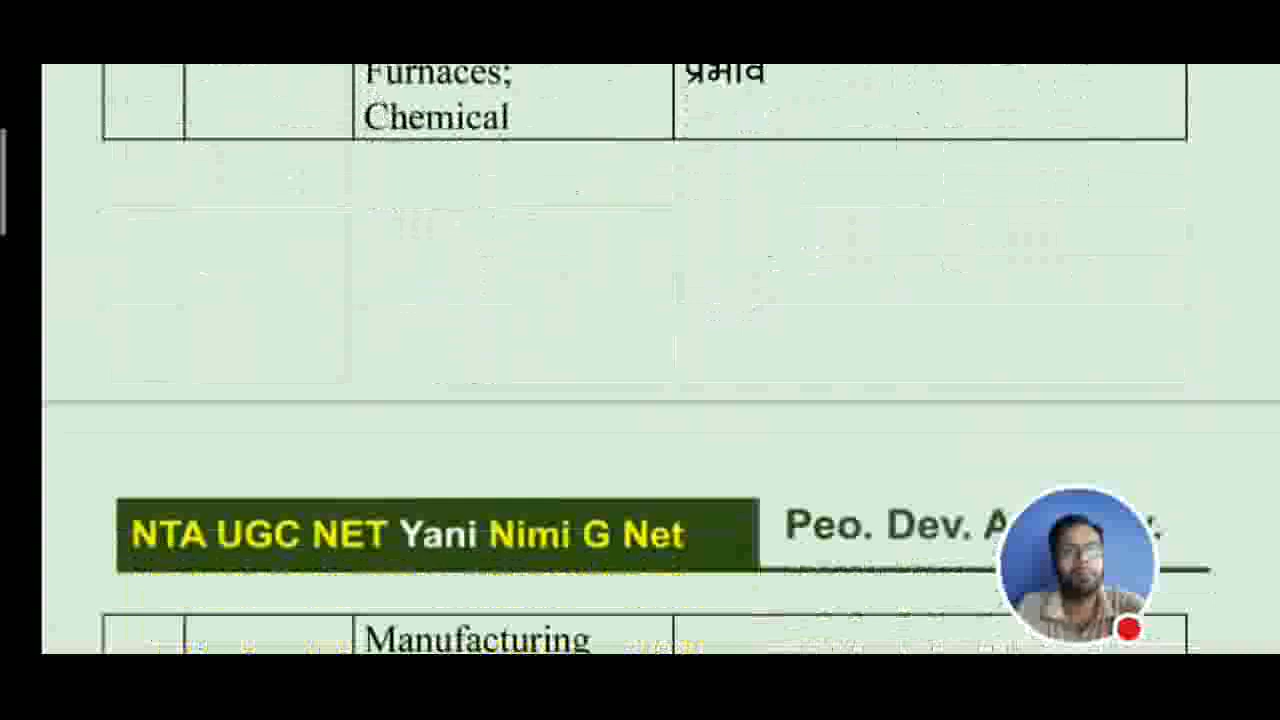 Furnaces;
प्रभाव
Chemical
NTA UGC NET Yani Nimi G Net
Peo. Dev.
Manufacturing